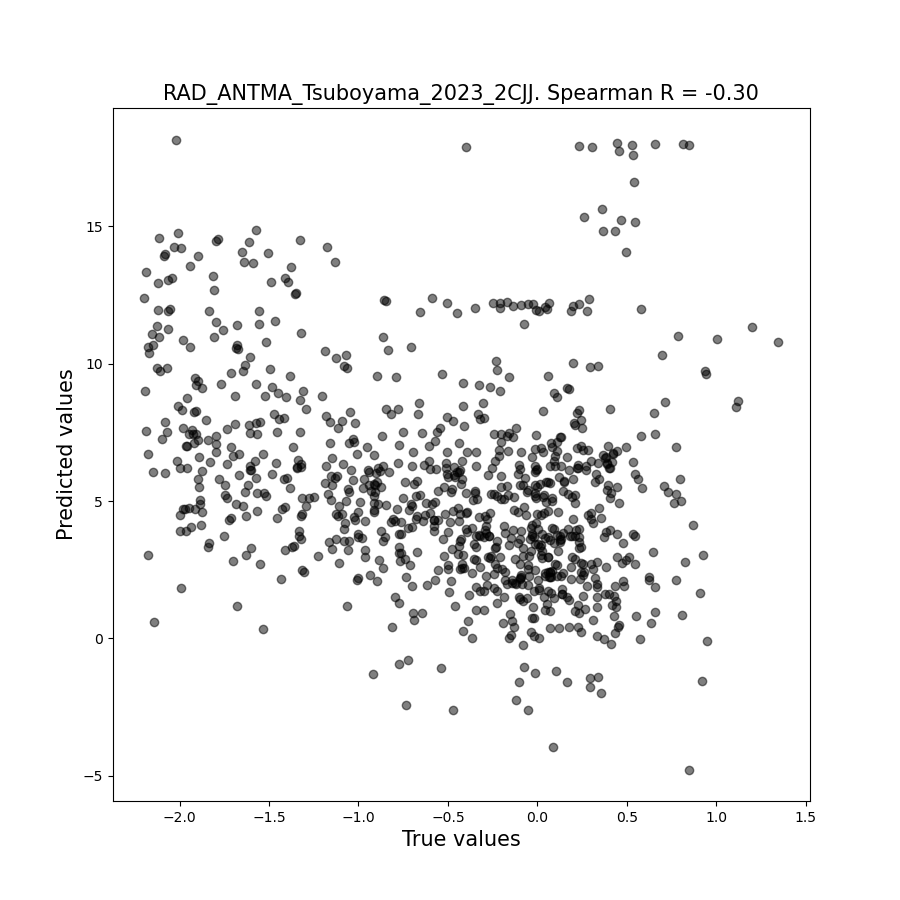 RAD_ANTMA_Tsuboyama_2023_2CJJ. Spearman R = -0.30
Predicted values
15
10
5
0
−5
−2.0 −1.5 −1.0 −0.5 0.0 0.5 1.0 1.5
True values